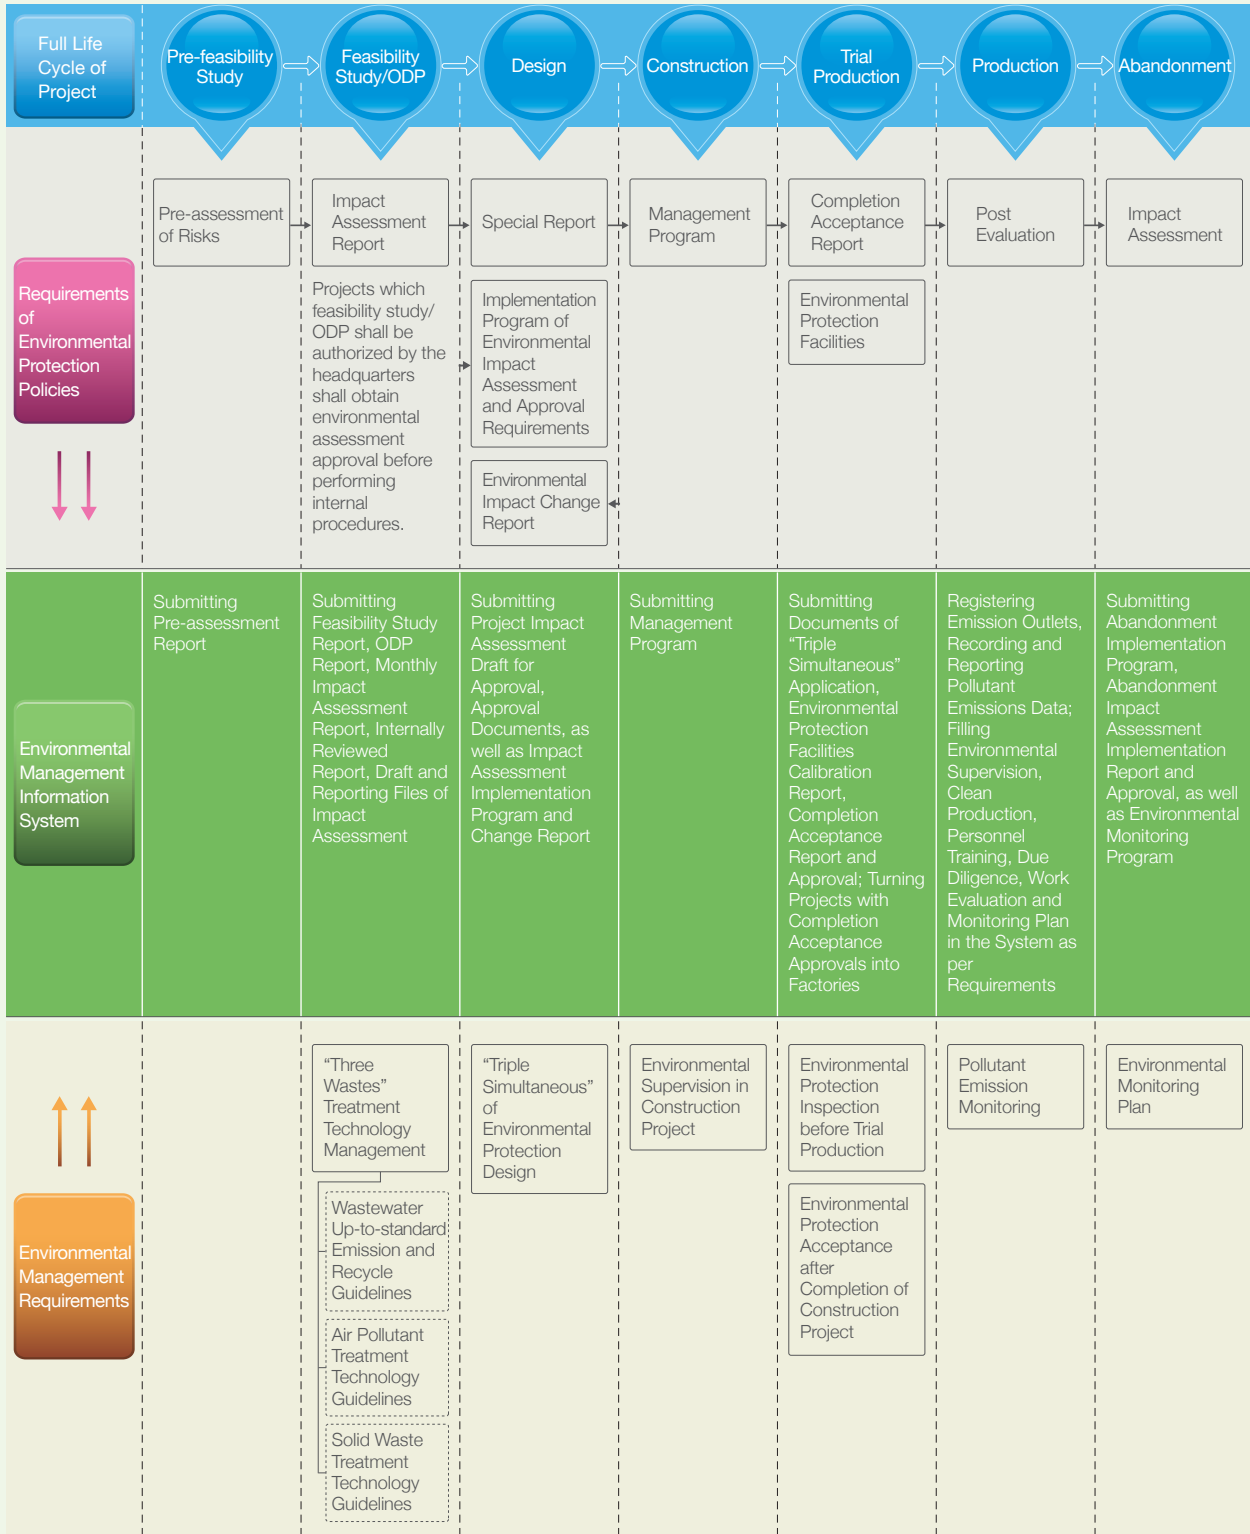 Full Life
Cycle of
Project
Pre-feasibility
Study
Feasibility
Study/ODP
Design
Construction
Trial
Production
Production
Abandonment
Requirements
of
Environmental
Protection
Policies
Pre-assessment
of Risks
Impact
Assessment
Report
Projects which
feasibility study/
ODP shall be
authorized by the
headquarters
shall obtain
environmental
assessment
approval before
performing
internal
procedures.
Special Report
Implementation
Program of
Environmental
Impact
Assessment
and Approval
Requirements
Environmental
Impact Change
Report
Management
Program
Completion
Acceptance
Report
Environmental
Protection
Facilities
Post
Evaluation
Impact
Assessment
Environmental
Management
Information
System
Submitting
Pre-assessment
Report
Submitting
Feasibility Study
Report, ODP
Report, Monthly
Impact
Assessment
Report, Internally
Reviewed
Report, Draft and
Reporting Files of
Impact
Assessment
Submitting
Project Impact
Assessment
Draft for
Approval,
Approval
Documents, as
well as Impact
Assessment
Implementation
Program and
Change Report
Submitting
Management
Program
Submitting
Documents of
“Triple
Simultaneous”
Application,
Environmental
Protection
Facilities
Calibration
Report,
Completion
Acceptance
Report and
Approval; Turning
Projects with
Completion
Acceptance
Approvals into
Factories
Registering
Emission Outlets,
Recording and
Reporting
Pollutant
Emissions Data;
Filling
Environmental
Supervision,
Clean
Production,
Personnel
Training, Due
Diligence, Work
Evaluation and
Monitoring Plan
in the System as
per
Requirements
Submitting
Abandonment
Implementation
Program,
Abandonment
Impact
Assessment
Implementation
Report and
Approval, as well
as Environmental
Monitoring
Program
Environmental
Management
Requirements
“Three
Wastes”
Treatment
Technology
Management
Wastewater
Up-to-standard
Emission and
Recycle
Guidelines
Air Pollutant
Treatment
Technology
Guidelines
Solid Waste
Treatment
Technology
Guidelines
“Triple
Simultaneous”
of
Environmental
Protection
Design
Environmental
Supervision in
Construction
Project
Environmental
Protection
Inspection
before Trial
Production
Environmental
Protection
Acceptance
after
Completion of
Construction
Project
Pollutant
Emission
Monitoring
Environmental
Monitoring
Plan